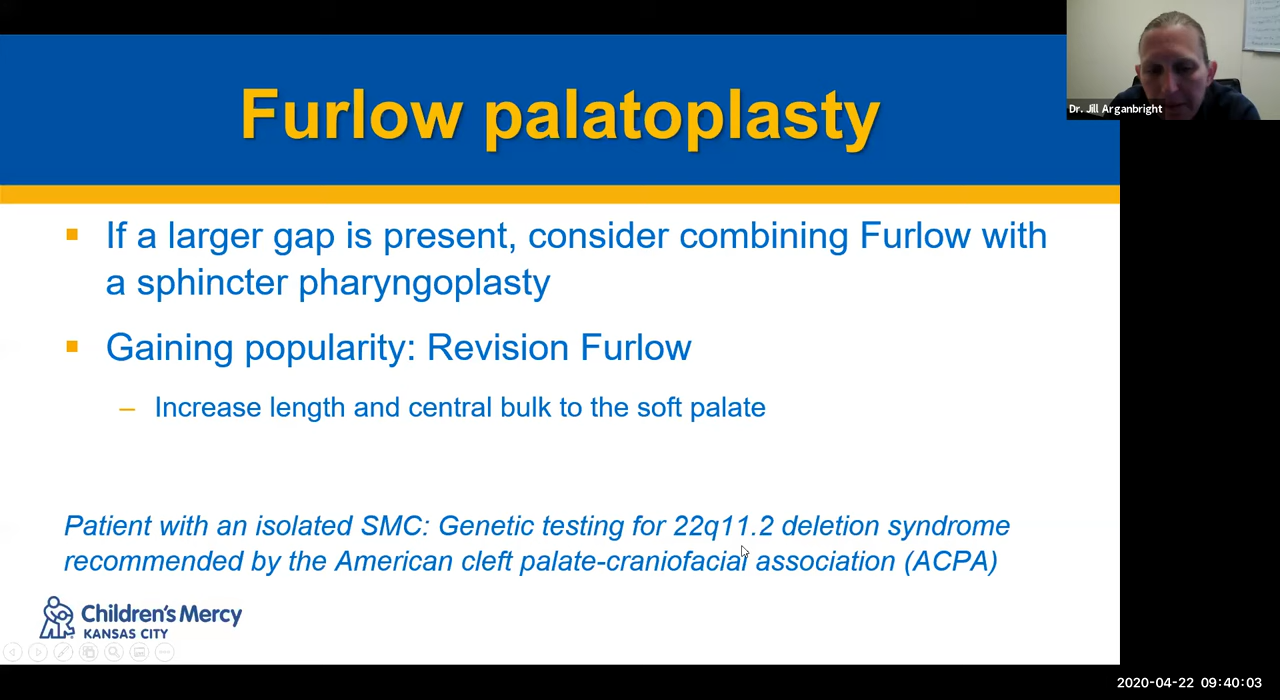 Furlow palatoplasty
Dr. Jill Arganbright
▪ If a larger gap is present, consider combining Furlow with
a sphincter pharyngoplasty
▪ Gaining popularity: Revision Furlow
– Increase length and central bulk to the soft palate
Patient with an isolated SMC: Genetic testing for 22q11.2 deletion syndrome
recommended by the American cleft palate-craniofacial association (ACPA)
Children's Mercy
KANSAS CITY
2020-04-22 09:40:03